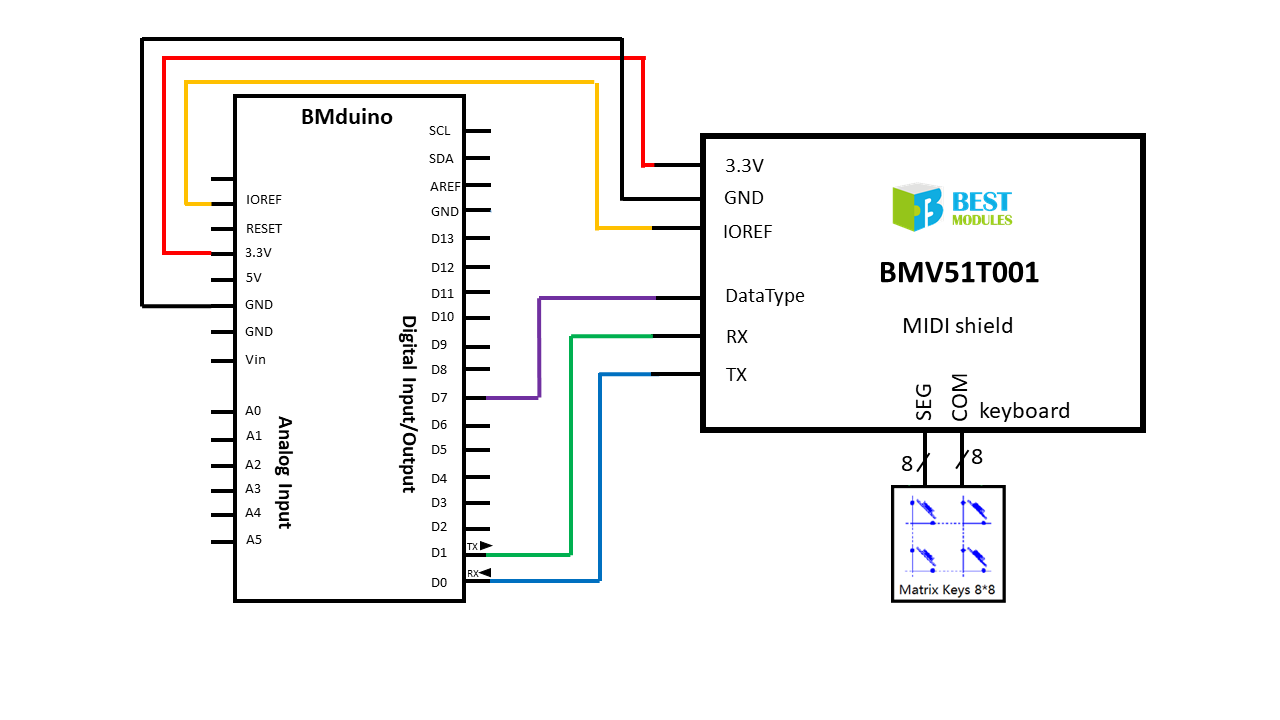 BMduino
IOREF
RESET
3.3V
5V
GND
GND
Vin
A0
A1
A2
A3
A4
A5
Analog Input
SCL
SDA
AREF
GND
D13
D12
D11
D10
D9
D8
D7
D6
D5
D4
D3
D2
D1
TX
D0
RX
Digital Input/Output
3.3V
GND
IOREF
DataType
RX
TX
BEST
MODULES
BMV51T001
MIDI shield
SEG
COM
keyboard
8
8
Matrix Keys 8*8